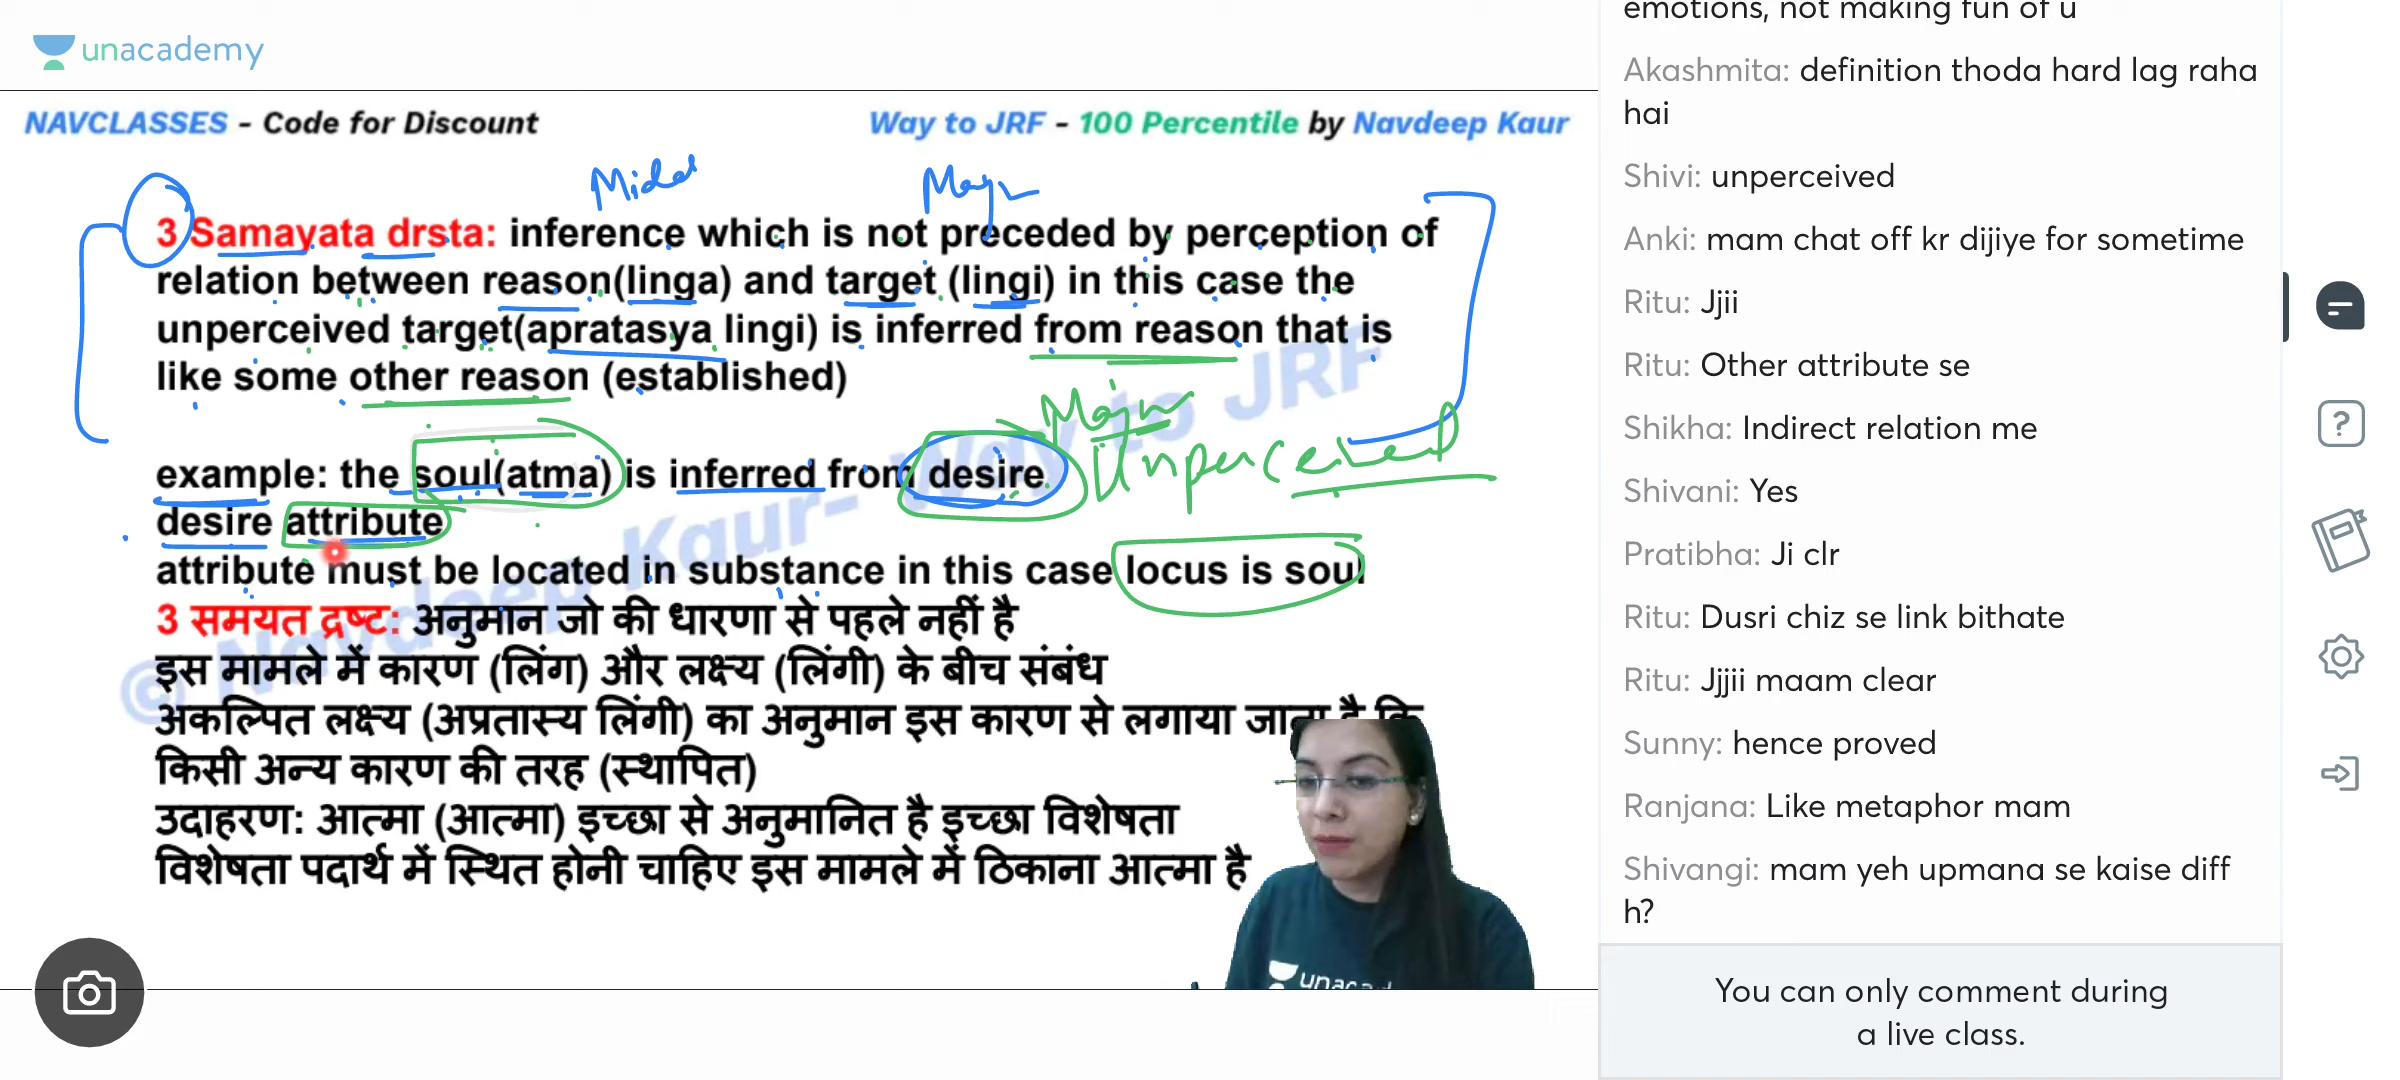 unacademy
NAVCLASSES - Code for Discount
Way to JRF - 100 Percentile by Navdeep Kaur
Major
3 Samayata drsta: inference which is not preceded by perception of
relation between reason(linga) and target (lingi) in this case the
unperceived target(apratasya lingi) is inferred from reason that is
like some other reason (established)
Major
Unperceived
example: the soul(atma) is inferred from desire.
desire attribute
attribute must be located in substance in this case locus is soul
3 समयत द्रष्ट: अनुमान जो की धारणा से पहले नहीं है
इस मामले में कारण (लिंग) और लक्ष्य (लिंगी) के बीच संबंध
अकल्पित लक्ष्य (अप्रतास्य लिंगी) का अनुमान इस कारण से लगाया जाता है कि
किसी अन्य कारण की तरह (स्थापित)
उदाहरण: आत्मा (आत्मा) इच्छा से अनुमानित है इच्छा विशेषता
विशेषता पदार्थ में स्थित होनी चाहिए इस मामले में ठिकाना आत्मा है
© Navdeep Kaur- Way to JRF
emotions, not making fun of u
Akashmita: definition thoda hard lag raha
hai
Shivi: unperceived
Anki: mam chat off kr dijiye for sometime
Ritu: Jjii
Ritu: Other attribute se
Shikha: Indirect relation me
Shivani: Yes
Pratibha: Ji clr
Ritu: Dusri chiz se link bithate
Ritu: Jjjii maam clear
Sunny: hence proved
Ranjana: Like metaphor mam
Shivangi: mam yeh upmana se kaise diff
h?
You can only comment during
a live class.